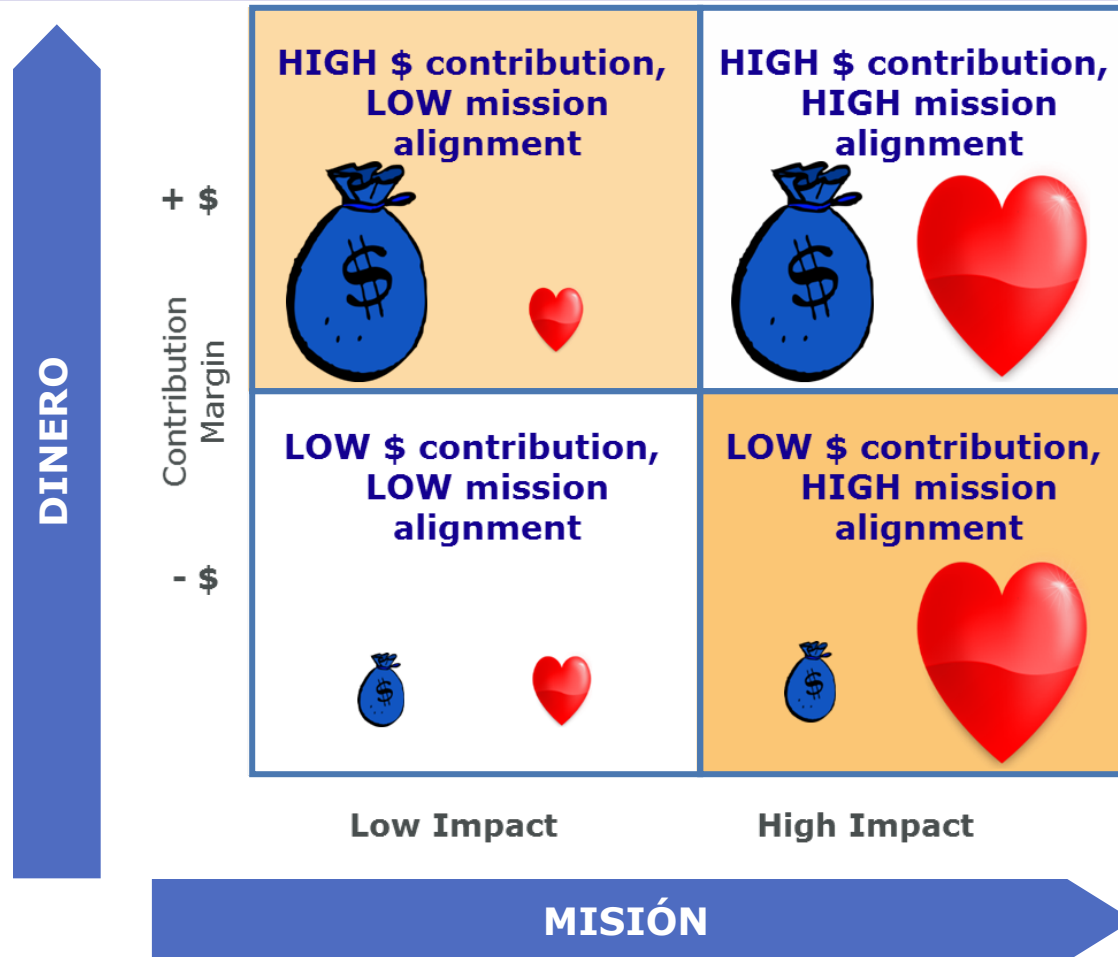 HIGH $ contribution,
LOW mission
alignment
$
HIGH $ contribution,
HIGH mission
alignment
$
LOW $ contribution,
LOW mission
alignment
$
LOW $ contribution,
HIGH mission
alignment
$
DINERO
+ $
Contribution
Margin
- $
Low Impact
High Impact
MISIÓN